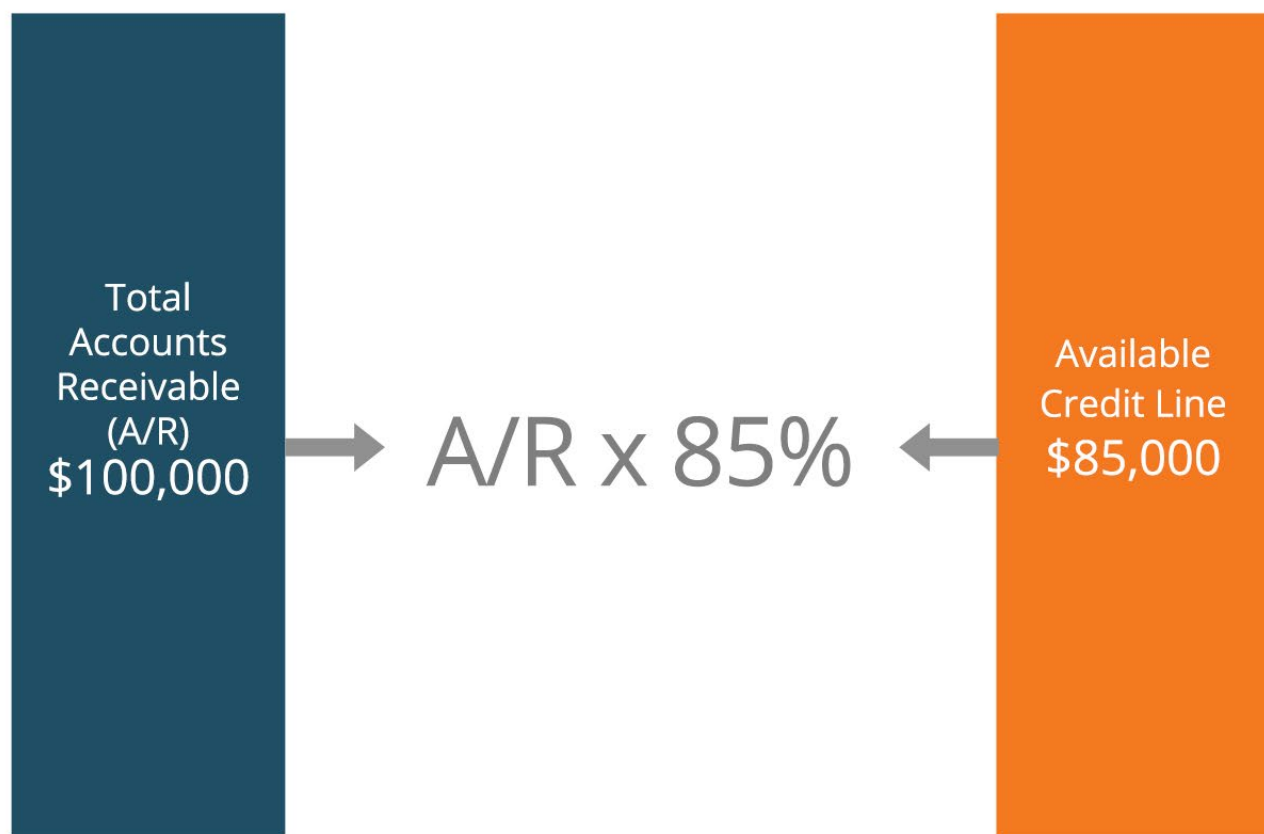 Total
Accounts
Receivable
(A/R)
$100,000
A/R x 85%
Available
Credit Line
$85,000